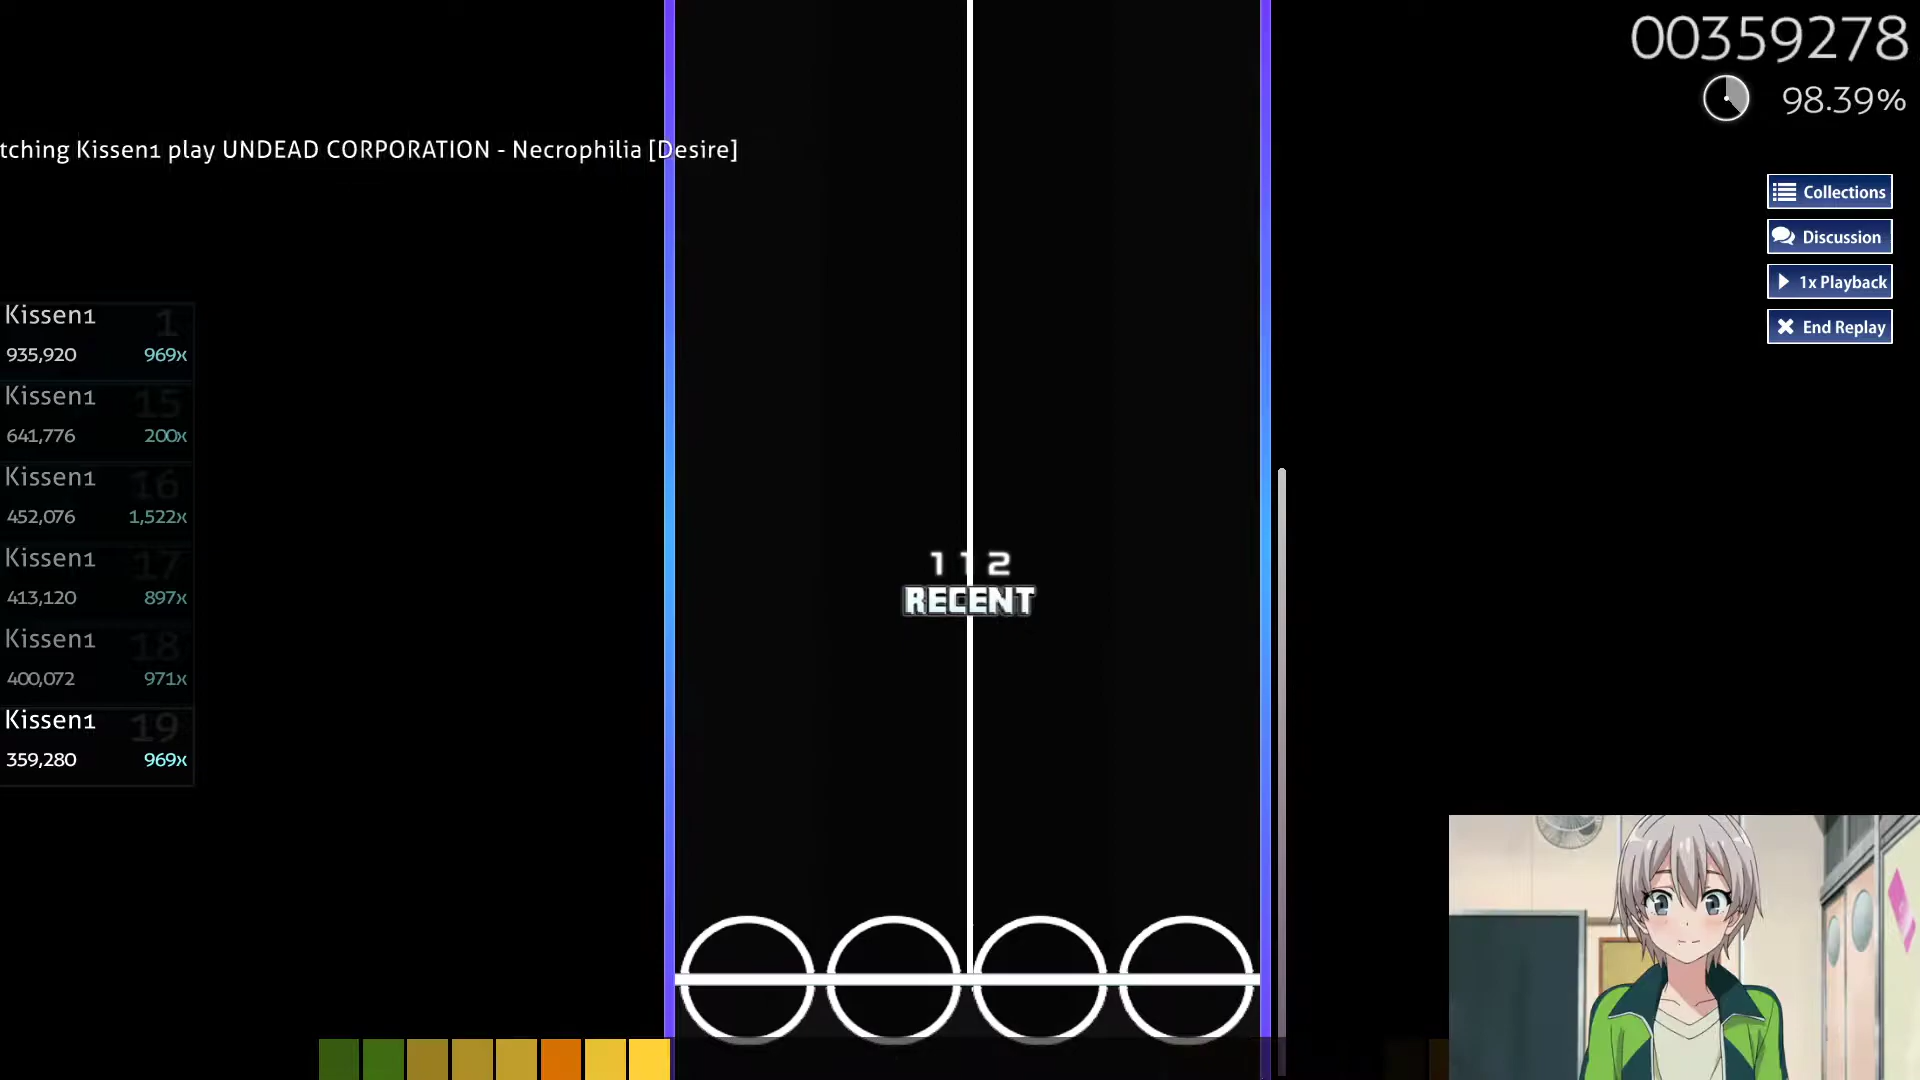 00359278
98.39%
tching Kissen1 play UNDEAD CORPORATION - Necrophilia [Desire]
Collections
Discussion
1x Playback
End Replay
Kissen1 1
935,920 969x
Kissen1 15
641,776 200x
Kissen1 16
452,076 1,522x
Kissen1 17
413,120 897x
Kissen1 18
400,072 971x
Kissen1 19
359,280 969x
112
RECENT